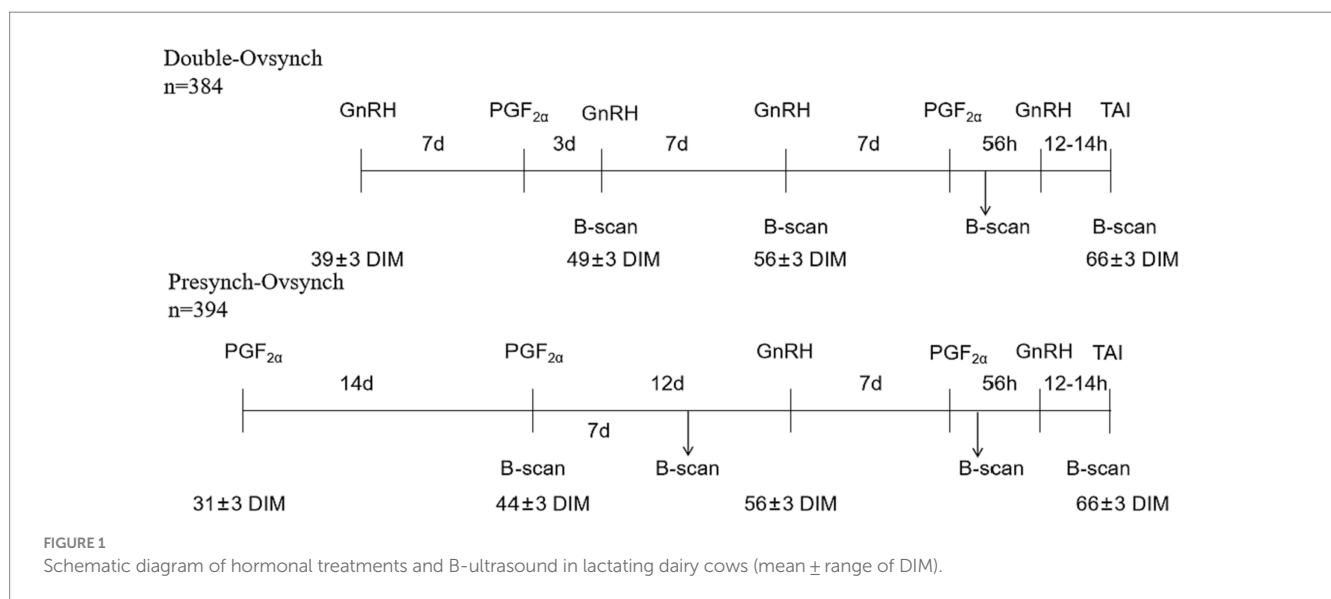 Double-Ovsynch
n=384
GnRH PGF2α GnRH GnRH PGF2α GnRH TAI
7d 3d 7d 7d 56h 12-14h
B-scan B-scan B-scan B-scan
39±3 DIM 49±3 DIM 56±3 DIM 66±3 DIM
Presynch-Ovsynch
n=394
PGF2α PGF2α GnRH PGF2α GnRH TAI
14d 12d 7d 56h 12-14h
7d
B-scan B-scan B-scan B-scan
31±3 DIM 44±3 DIM 56±3 DIM 66±3 DIM
FIGURE 1
Schematic diagram of hormonal treatments and B-ultrasound in lactating dairy cows (mean ± range of DIM).